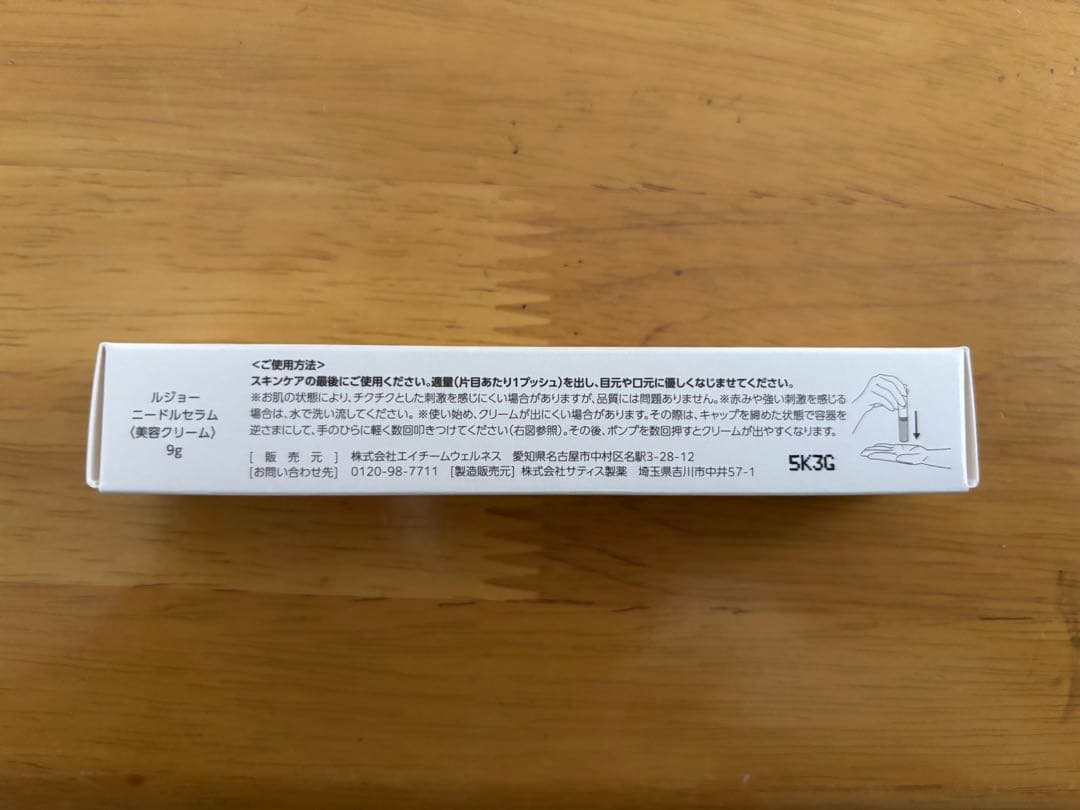 ルジョー
ニードルセラム
〈美容クリーム〉
9g
<ご使用方法>
スキンケアの最後にご使用ください。適量(片目あたり1プッシュ)を出し、目元や口元に優しくなじませてください。
※お肌の状態により、チクチクとした刺激を感じにくい場合がありますが、品質には問題ありません。※赤みや強い刺激を感じる
場合は、水で洗い流してください。 ※使い始め、クリームが出にくい場合があります。その際は、キャップを締めた状態で容器を
逆さまにして、手のひらに軽く数回叩きつけてください(右図参照)。その後、ポンプを数回押すとクリームが出やすくなります。
[ 販 売 元 ] 株式会社エイチームウェルネス 愛知県名古屋市中村区名駅3-28-12
[お問い合わせ先] 0120-98-7711 [製造販売元] 株式会社サティス製薬 埼玉県吉川市中井57-1
5K3G